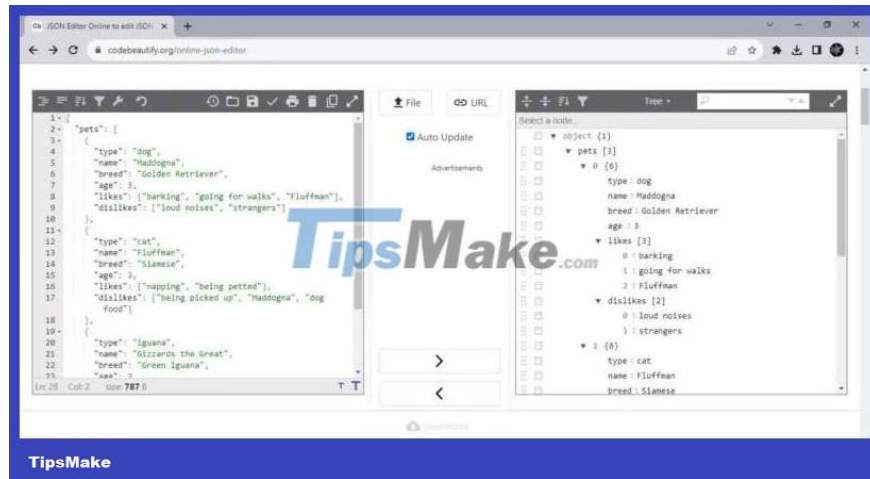 Cb JSON Editor Online to edit JSON
codebeautify.org/online-json-editor
File
URL
Auto Update
Advertisements
1
2 "pets": [
3 {
4 "type": "dog",
5 "name": "Maddogna",
6 "breed": "Golden Retriever",
7 "age": 3,
8 "likes": ["barking", "going for walks", "Fluffman"],
9 "dislikes": ["loud noises", "strangers"]
10 },
11 {
12 "type": "cat",
13 "name": "Fluffman",
14 "breed": "Siamese",
15 "age": 3,
16 "likes": ["napping", "being petted"],
17 "dislikes": ["being picked up", "Maddogna", "dog
food"]
18 },
19 {
20 "type": "iguana",
21 "name": "Gizzards the Great",
22 "breed": "Green Iguana",
23 "age": 2
Ln: 28 Col: 2 size: 787 B
T T
Tree
Select a node...
object {1}
pets [3]
0 {6}
type : dog
name : Maddogna
breed : Golden Retriever
age : 3
likes [3]
0 : barking
1 : going for walks
2 : Fluffman
dislikes [2]
0 : loud noises
1 : strangers
1 {6}
type : cat
name : Fluffman
breed : Siamese
Download
TipsMake.com
TipsMake